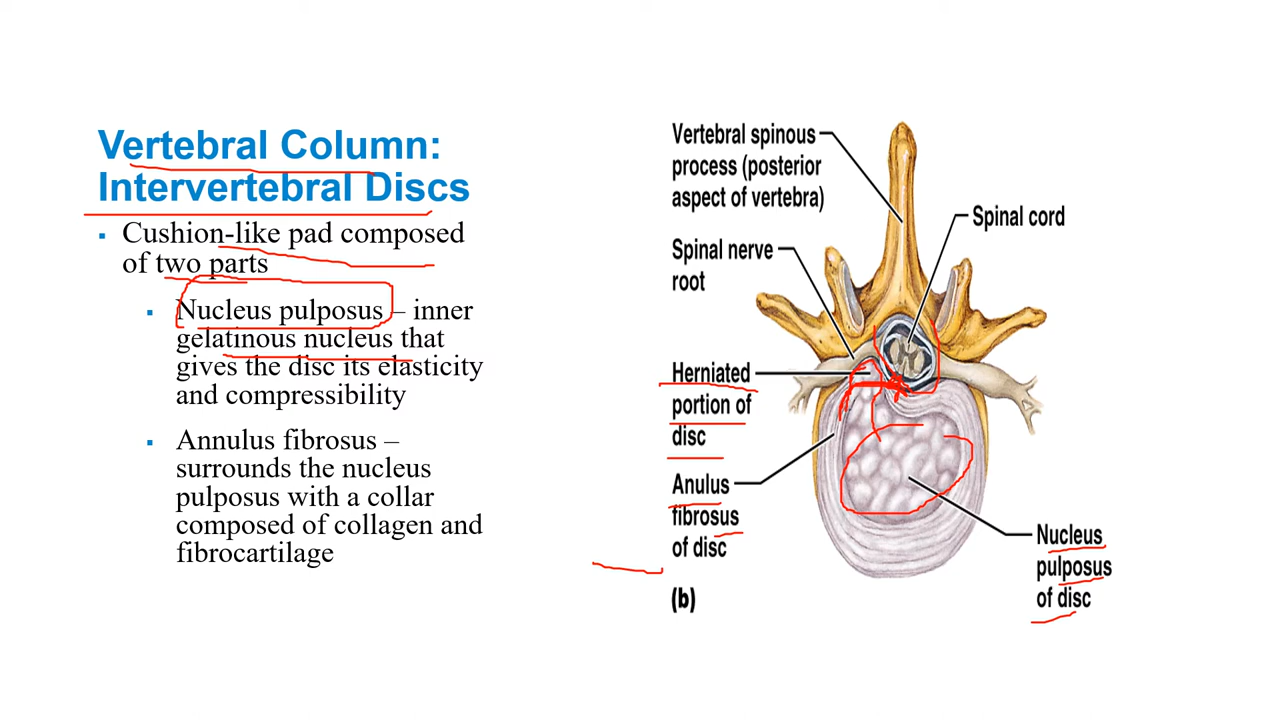 Vertebral Column:
Intervertebral Discs
▪ Cushion-like pad composed
of two parts
▪ Nucleus pulposus – inner
gelatinous nucleus that
gives the disc its elasticity
and compressibility
▪ Annulus fibrosus –
surrounds the nucleus
pulposus with a collar
composed of collagen and
fibrocartilage
Vertebral spinous
process (posterior
aspect of vertebra)
Spinal cord
Spinal nerve
root
Herniated
portion of
disc
Anulus
fibrosus
of disc
Nucleus
pulposus
of disc
(b)